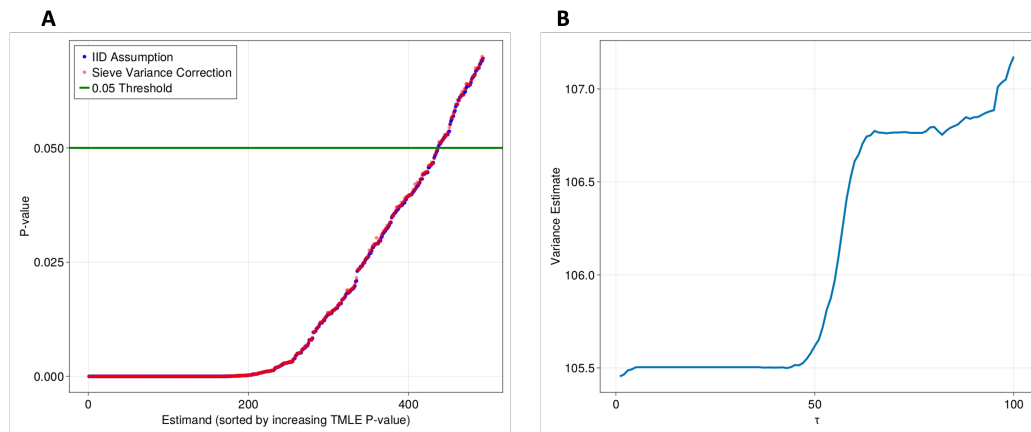 A
IID Assumption
Sieve Variance Correction
0.05 Threshold
P-value
0.050
0.025
0.000
0
200
400
Estimand (sorted by increasing TMLE P-value)
B
Variance Estimate
107.0
106.5
106.0
105.5
0
50
100
τ